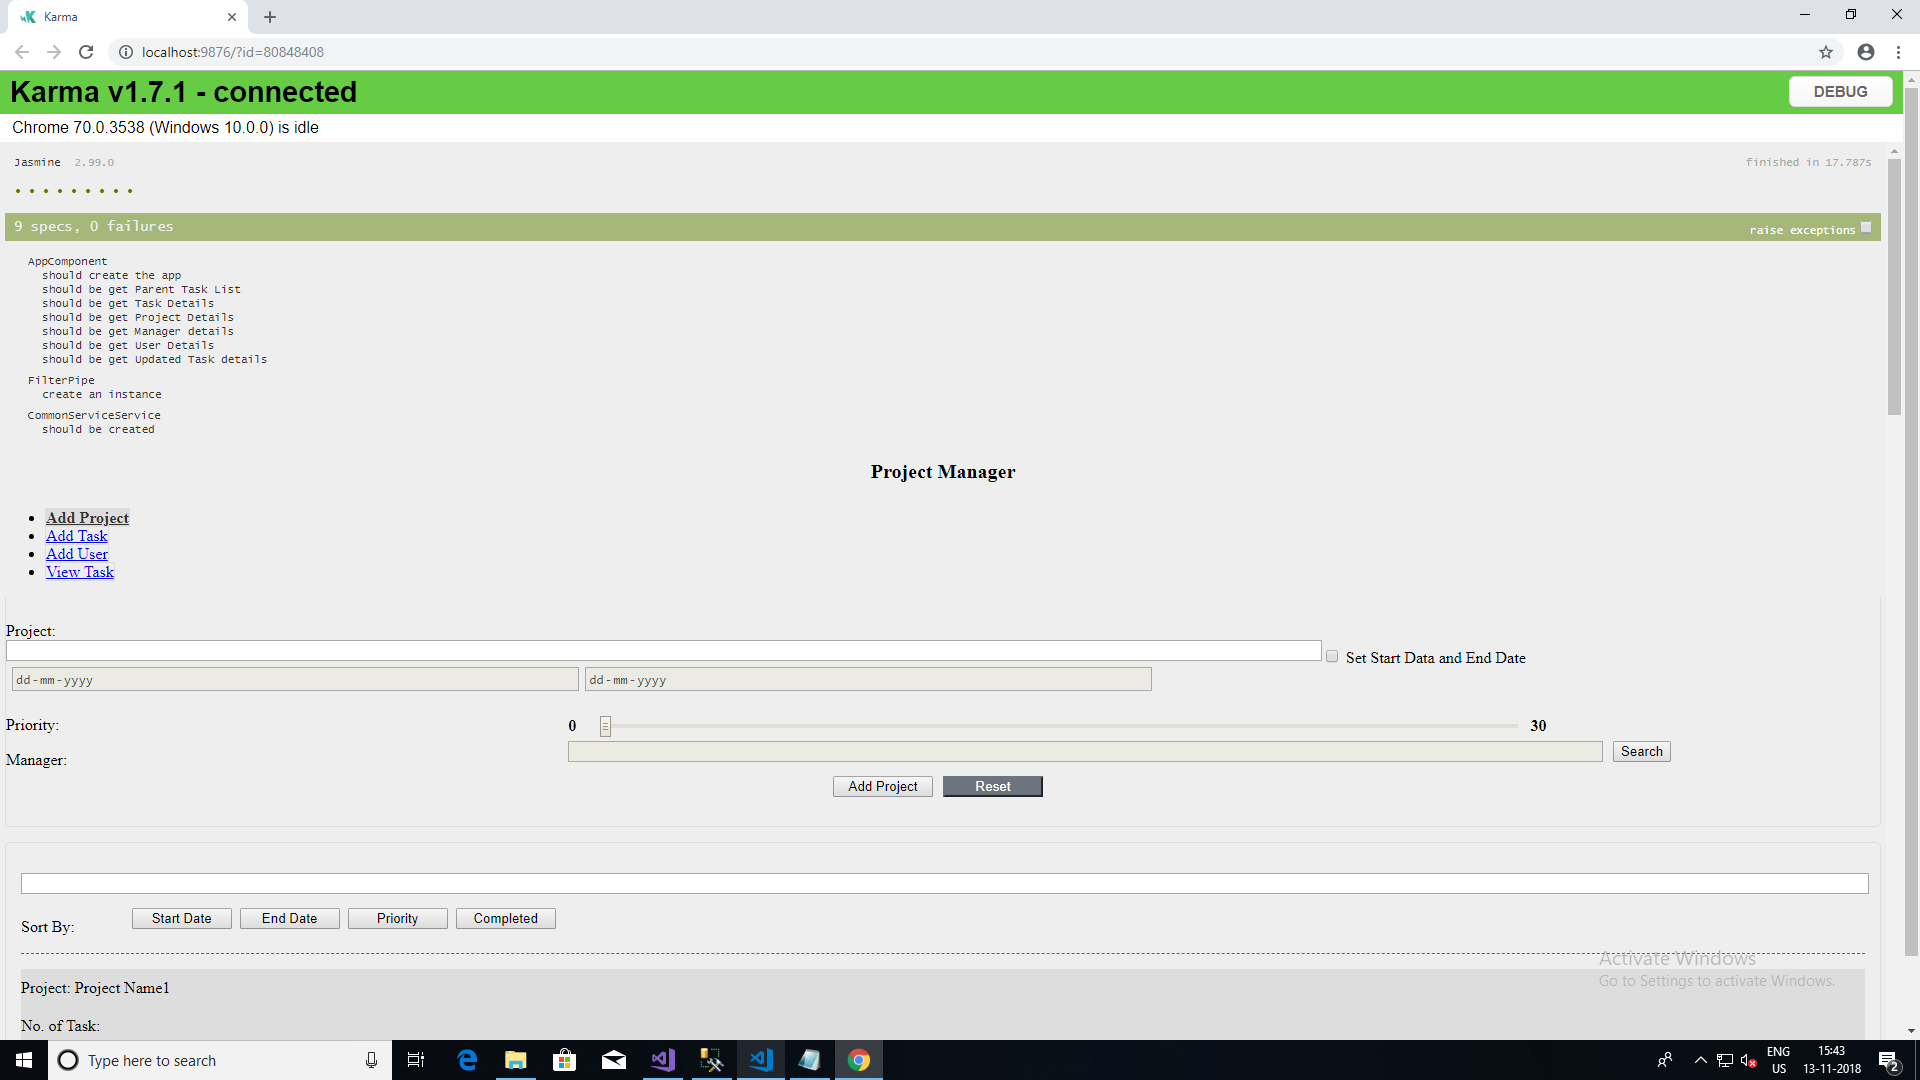 Karma
localhost:9876/?id=80848408
Karma v1.7.1 - connected
DEBUG
Chrome 70.0.3538 (Windows 10.0.0) is idle
Jasmine 2.99.0
finished in 17.787s
9 specs, 0 failures
raise exceptions
AppComponent
should create the app
should be get Parent Task List
should be get Task Details
should be get Project Details
should be get Manager details
should be get User Details
should be get Updated Task details
FilterPipe
create an instance
CommonServiceService
should be created
Project Manager
Add Project
Add Task
Add User
View Task
Project:
Set Start Data and End Date
dd-mm-yyyy dd-mm-yyyy
Priority: 0 30
Manager: Search
Add Project Reset
Sort By: Start Date End Date Priority Completed
Activate Windows
Go to Settings to activate Windows.
Project: Project Name1
No. of Task:
Type here to search
ENG
US
15:43
13-11-2018
2